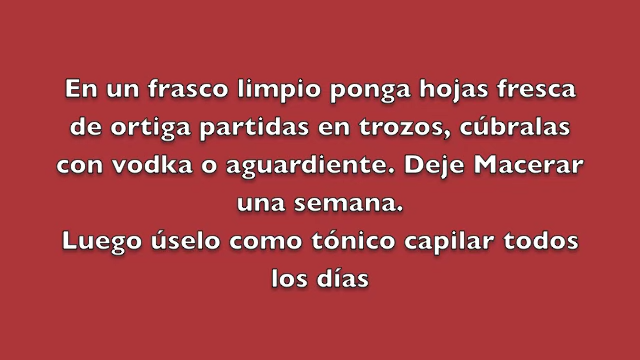 En un frasco limpio ponga hojas fresca
de ortiga partidas en trozos, cúbralas
con vodka o aguardiente. Deje Macerar
una semana.
Luego úselo como tónico capilar todos
los días